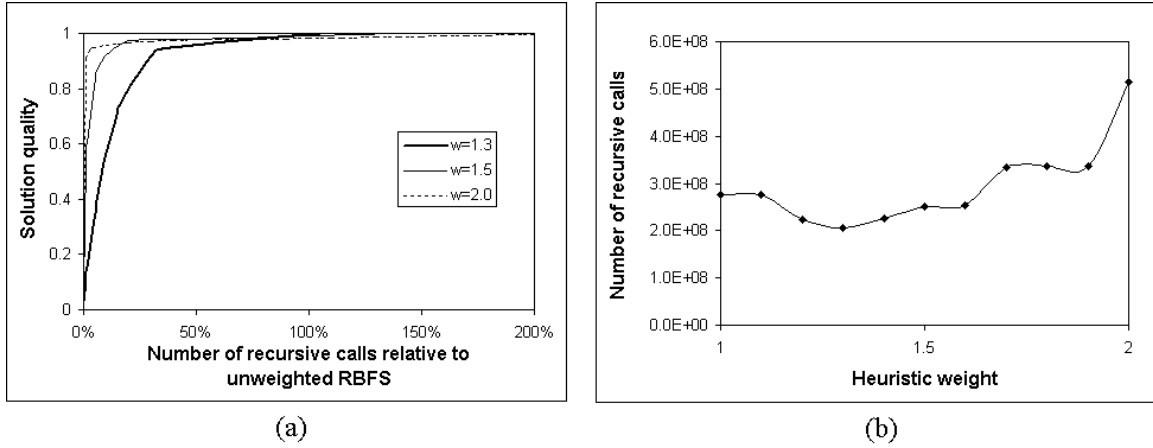 Solution quality
1
0.8
0.6
0.4
0.2
0
w=1.3
w=1.5
w=2.0
0%
50%
100%
150%
200%
Number of recursive calls relative to
unweighted RBFS
(a)
Number of recursive calls
6.0E+08
5.0E+08
4.0E+08
3.0E+08
2.0E+08
1.0E+08
0.0E+00
1
1.5
2
Heuristic weight
(b)